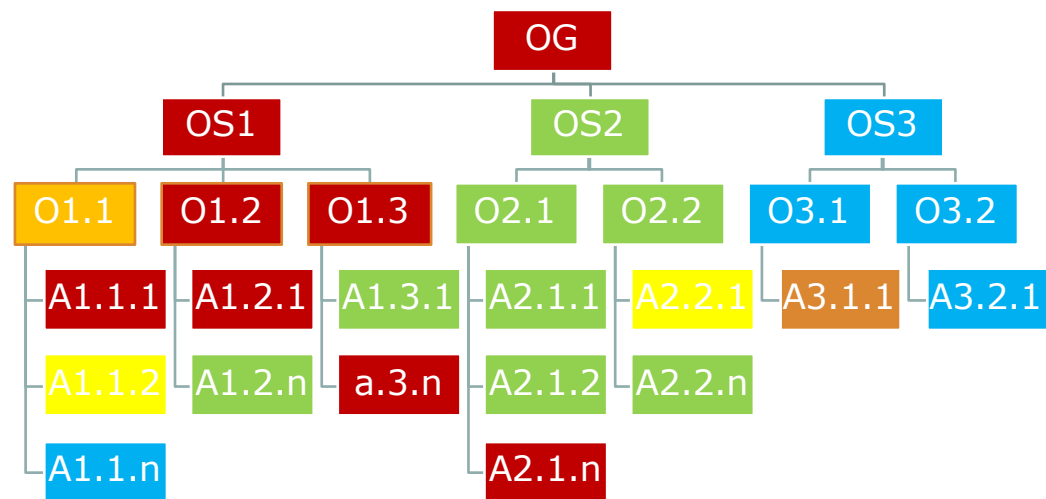 OG
OS1 OS2 OS3
O1.1 O1.2 O1.3 O2.1 O2.2 O3.1 O3.2
A1.1.1 A1.2.1 A1.3.1 A2.1.1 A2.2.1 A3.1.1 A3.2.1
A1.1.2 A1.2.n a.3.n A2.1.2 A2.2.n
A1.1.n A2.1.n